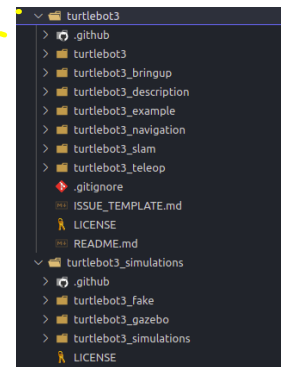 turtlebot3
.github
turtlebot3
turtlebot3_bringup
turtlebot3_description
turtlebot3_example
turtlebot3_navigation
turtlebot3_slam
turtlebot3_teleop
.gitignore
ISSUE_TEMPLATE.md
LICENSE
README.md
turtlebot3_simulations
.github
turtlebot3_fake
turtlebot3_gazebo
turtlebot3_simulations
LICENSE